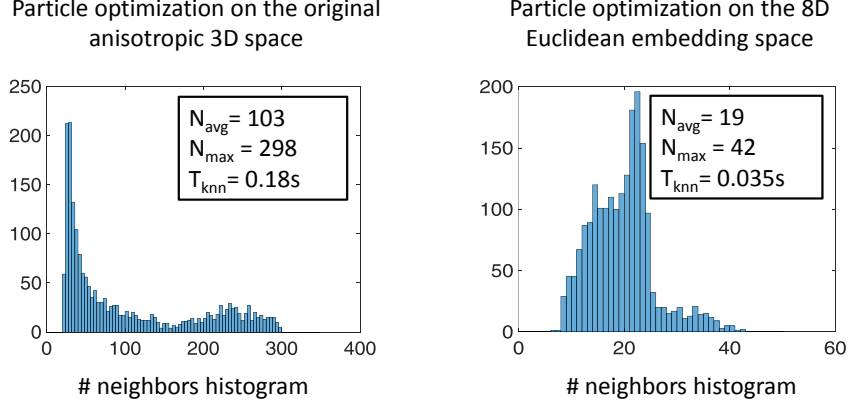 Particle optimization on the original
anisotropic 3D space
250
200
150
100
50
0
0 100 200 300 400
N_avg= 103
N_max = 298
T_knn= 0.18s
# neighbors histogram
Particle optimization on the 8D
Euclidean embedding space
200
150
100
50
0
0 20 40 60
N_avg= 19
N_max = 42
T_knn= 0.035s
# neighbors histogram